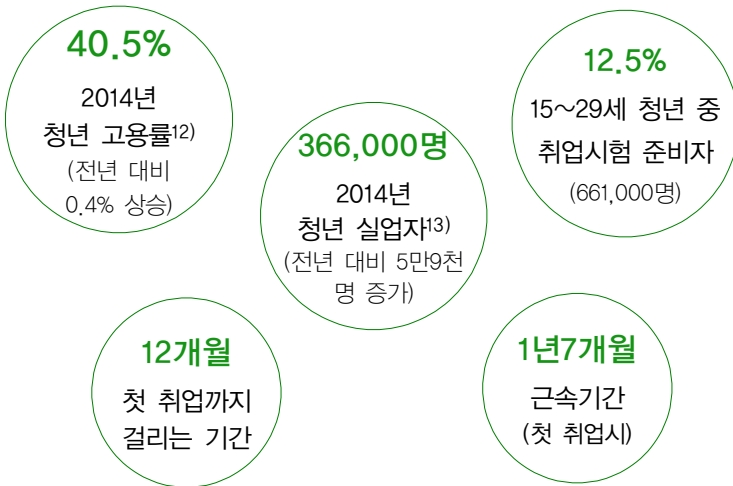 40.5%
2014년
청년 고용률12)
(전년 대비
0.4% 상승)
366,000명
2014년
청년 실업자13)
(전년 대비 5만9천
명 증가)
12.5%
15~29세 청년 중
취업시험 준비자
(661,000명)
12개월
첫 취업까지
걸리는 기간
1년7개월
근속기간
(첫 취업시)